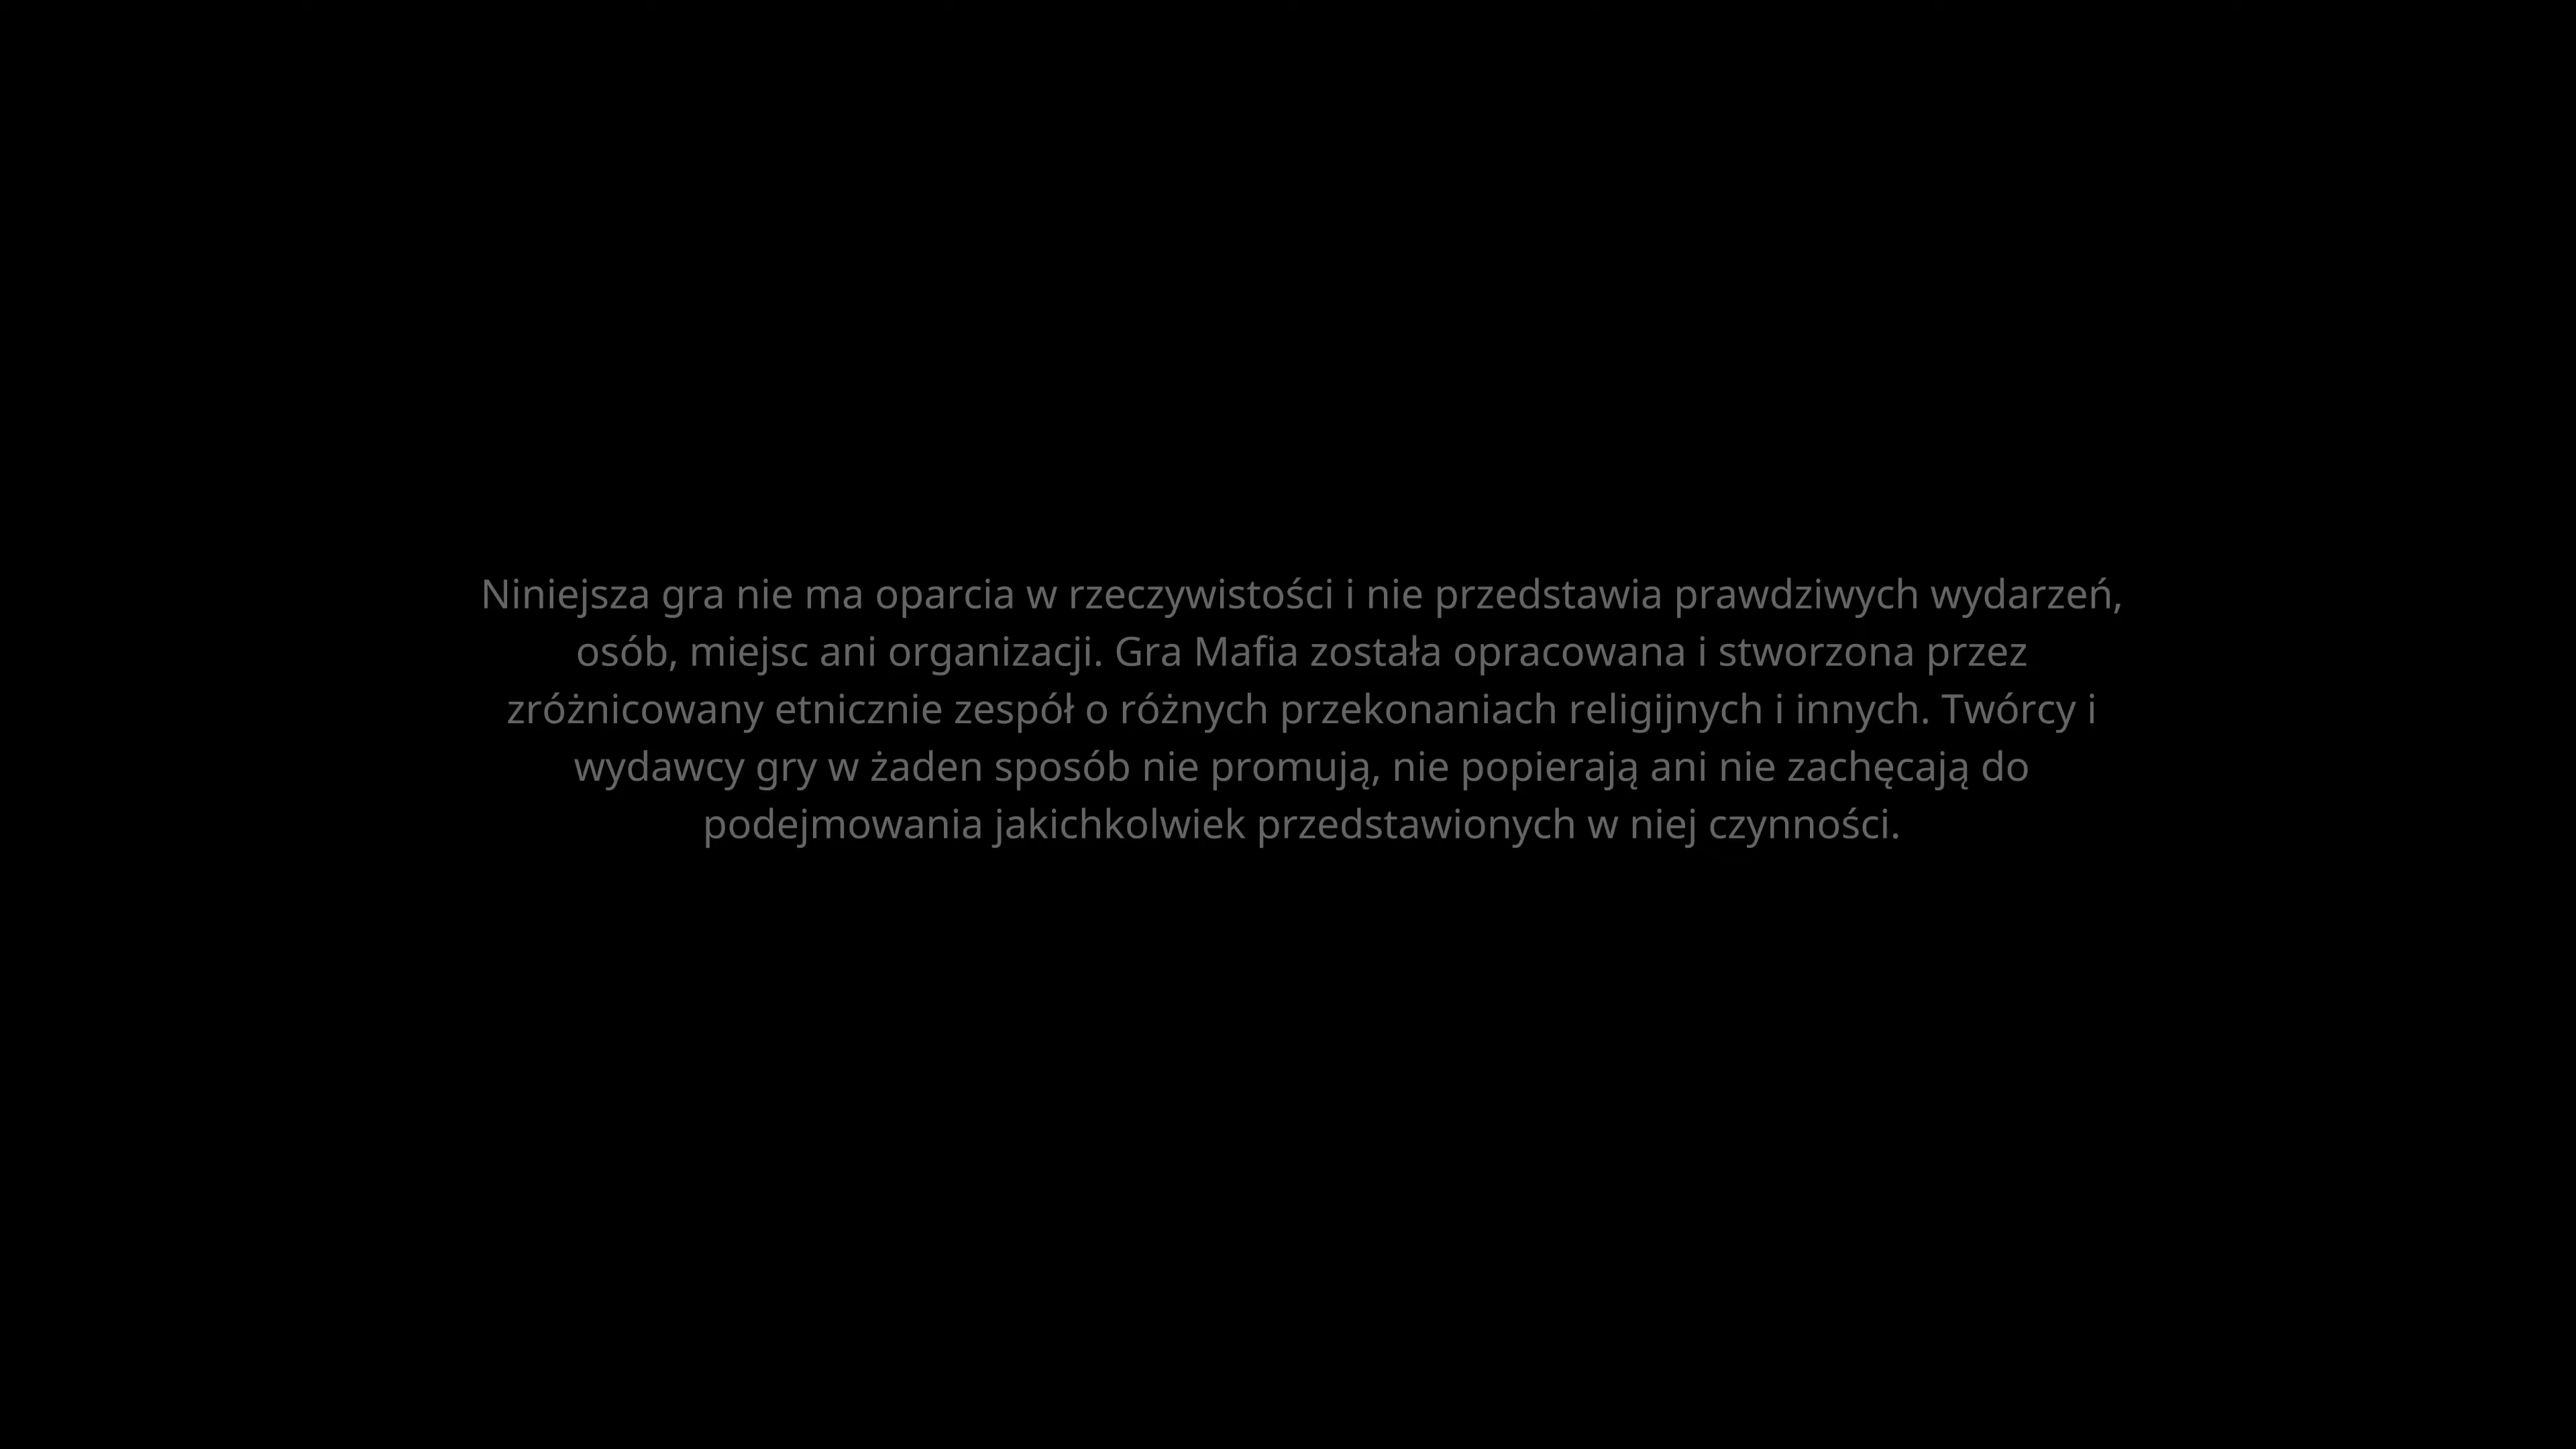 Niniejsza gra nie ma oparcia w rzeczywistości i nie przedstawia prawdziwych wydarzeń,
osób, miejsc ani organizacji. Gra Mafia została opracowana i stworzona przez
zróżnicowany etnicznie zespół o różnych przekonaniach religijnych i innych. Twórcy i
wydawcy gry w żaden sposób nie promują, nie popierają ani nie zachęcają do
podejmowania jakichkolwiek przedstawionych w niej czynności.